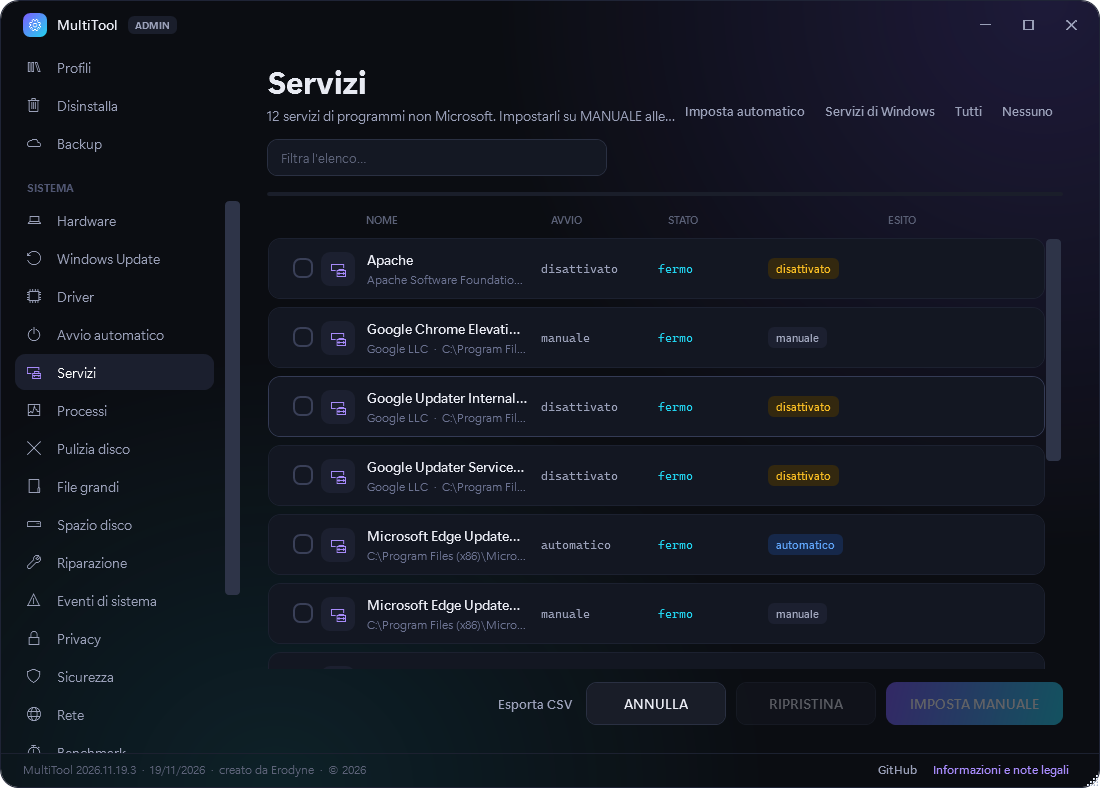 MultiTool ADMIN
Profili
Disinstalla
Backup
SISTEMA
Hardware
Windows Update
Driver
Avvio automatico
Servizi
Processi
Pulizia disco
File grandi
Spazio disco
Riparazione
Eventi di sistema
Privacy
Sicurezza
Rete
Benchmark
Servizi
12 servizi di programmi non Microsoft. Impostarli su MANUALE alle...
Imposta automatico Servizi di Windows Tutti Nessuno
Filtra l'elenco...
NOME AVVIO STATO ESITO
Apache
Apache Software Foundatio...
disattivato fermo disattivato
Google Chrome Elevati...
Google LLC · C:\Program Fil...
manuale fermo manuale
Google Updater Internal...
Google LLC · C:\Program Fil...
disattivato fermo disattivato
Google Updater Service...
Google LLC · C:\Program Fil...
disattivato fermo disattivato
Microsoft Edge Update...
C:\Program Files (x86)\Micro...
automatico fermo automatico
Microsoft Edge Update...
C:\Program Files (x86)\Micro...
manuale fermo manuale
Esporta CSV ANNULLA RIPRISTINA IMPOSTA MANUALE
MultiTool 2026.11.19.3 · 19/11/2026 · creato da Erodyne · © 2026
GitHub Informazioni e note legali